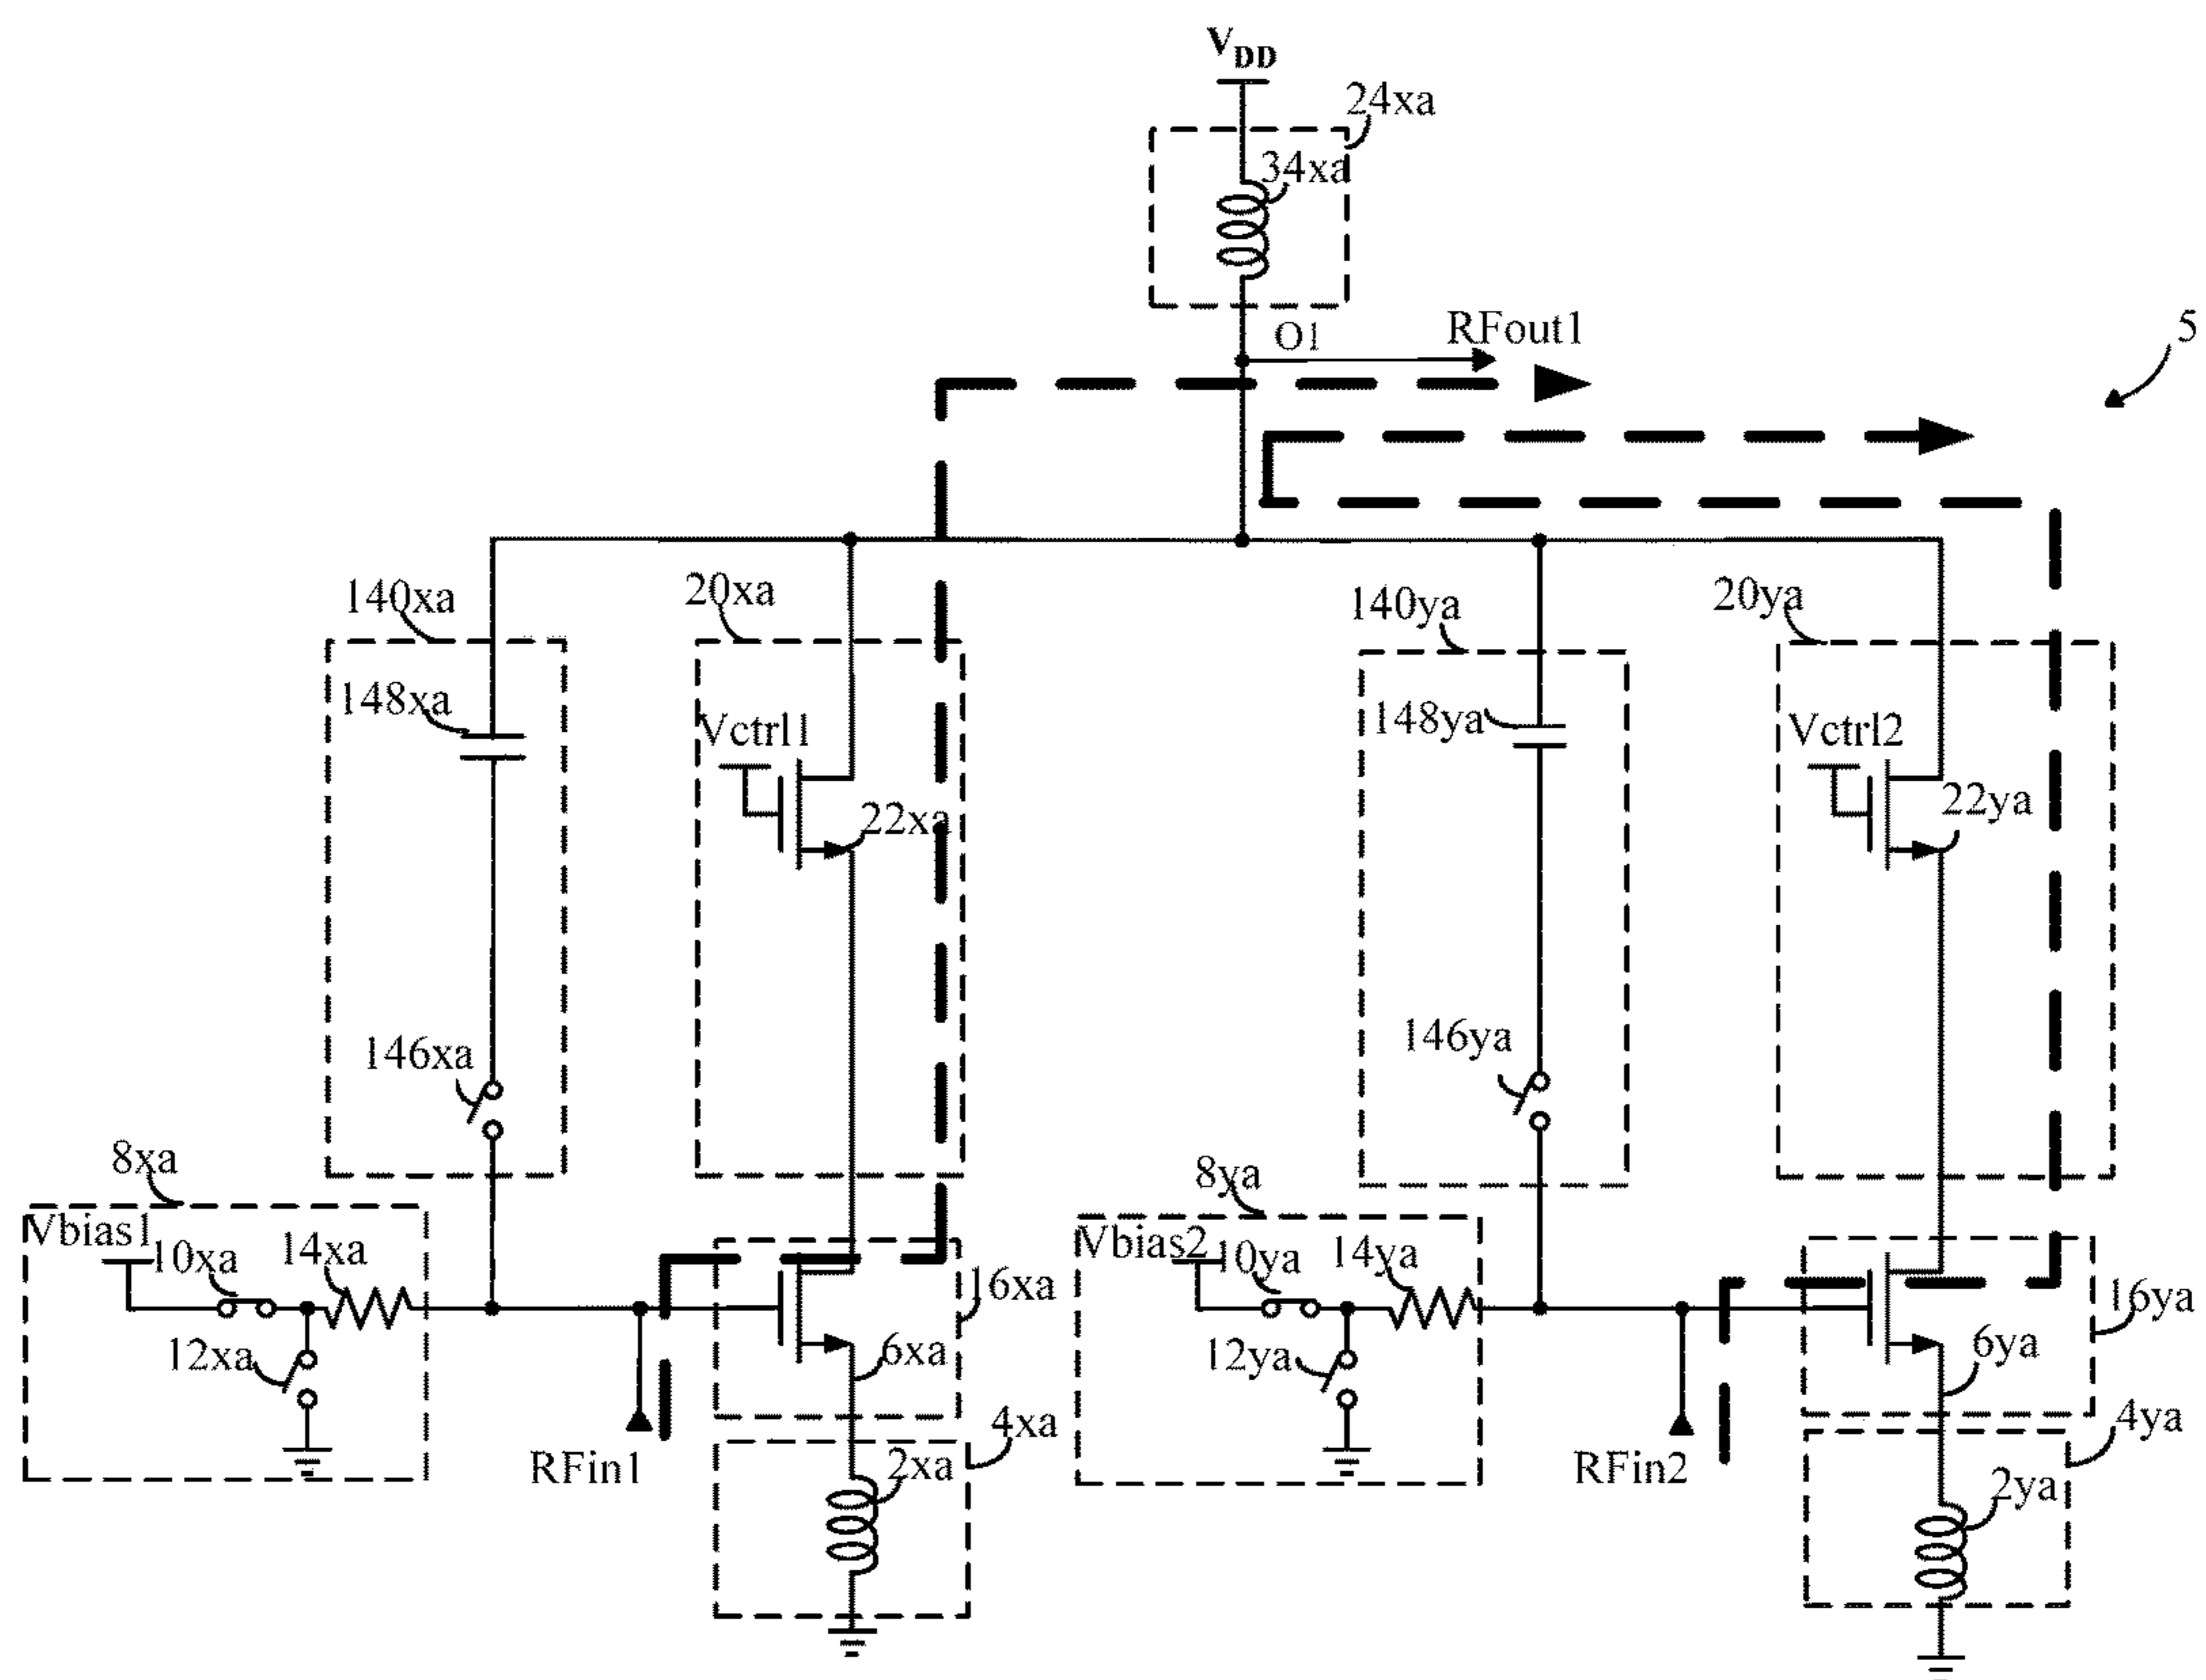 VDD
24xa
34xa
O1
RFout1
5
140xa
20xa
140ya
20ya
148xa
Vctrl1
148ya
Vctrl2
22xa
22ya
146xa
146ya
8xa
8ya
Vbias1
10xa
14xa
Vbias2
10ya
14ya
16xa
16ya
12xa
6xa
12ya
6ya
4xa
4ya
RFin1
2xa
RFin2
2ya